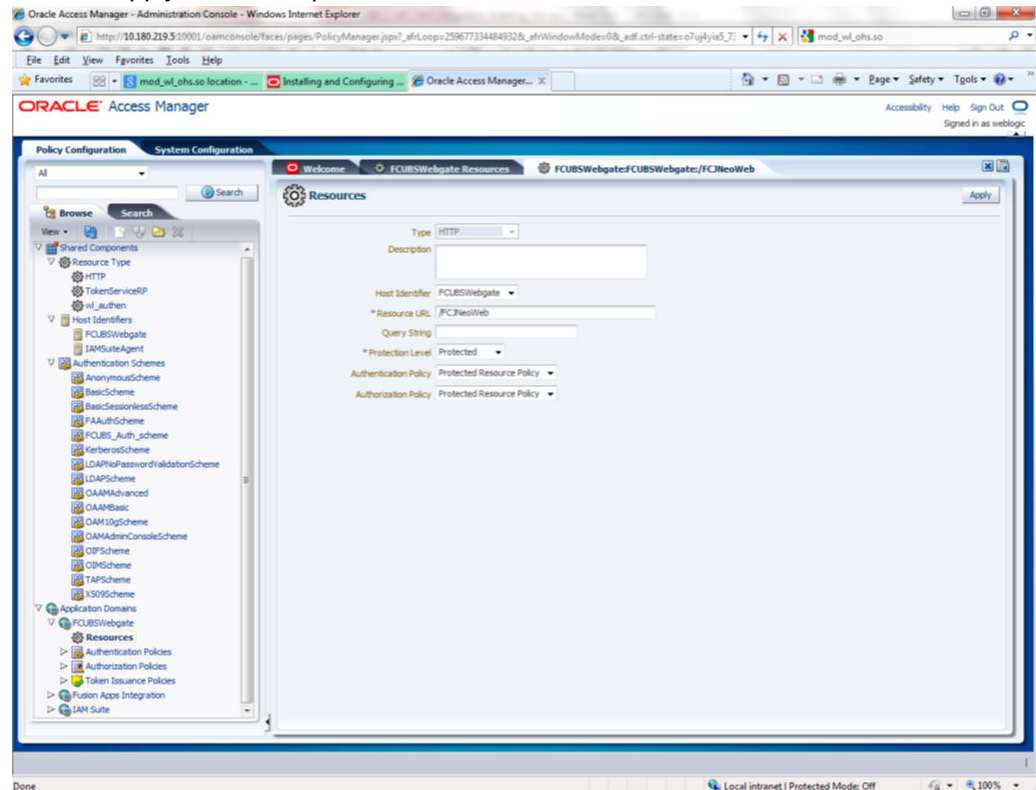 Oracle Access Manager - Administration Console - Windows Internet Explorer
http://10.180.219.5:10001/oamconsole/faces/pages/PolicyManager.jspx?_afrLoop=2596773344849328&_afrWindowMode=0&_adf.ctrl-state=o7uj4yia5_7
mod_wl_ohs.so
File Edit View Favorites Tools Help
Favorites
mod_wl_ohs.so location - ...
Installing and Configuring ...
Oracle Access Manager...
Page Safety Tools
ORACLE Access Manager
Accessibility Help Sign Out
Signed in as weblogic
Policy Configuration System Configuration
All
Search
Browse Search
View
Shared Components
Resource Type
HTTP
TokenServiceRP
wl_authen
Host Identifiers
FCUBSWebgate
IAMSuiteAgent
Authentication Schemes
AnonymousScheme
BasicScheme
BasicSessionlessScheme
FAAuthScheme
FCUBS_Auth_scheme
KerberosScheme
LDAPNoPasswordValidationScheme
LDAPScheme
OAAMAdvanced
OAAMBasic
OAM10gScheme
OAMAdminConsoleScheme
OIFScheme
OIMScheme
TAPScheme
X509Scheme
Application Domains
FCUBSWebgate
Resources
Authentication Policies
Authorization Policies
Token Issuance Policies
Fusion Apps Integration
IAM Suite
Welcome
FCUBSWebgate Resources
FCUBSWebgate:FCUBSWebgate:/FCJNeoWeb
Resources
Apply
Type HTTP
Description
Host Identifier FCUBSWebgate
* Resource URL /FCJNeoWeb
Query String
* Protection Level Protected
Authentication Policy Protected Resource Policy
Authorization Policy Protected Resource Policy
Done
Local intranet | Protected Mode: Off
100%